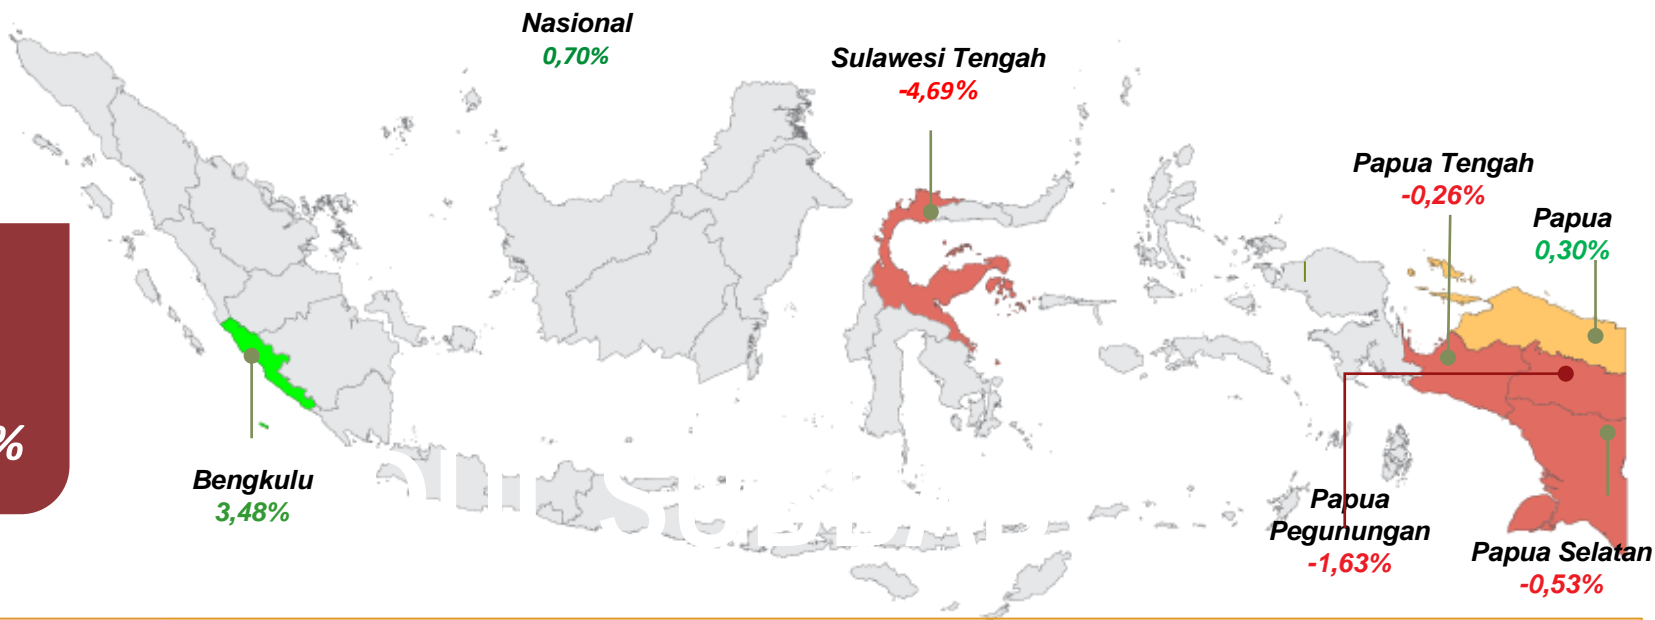 Nasional
0,70%
Sulawesi Tengah
-4,69%
Papua Tengah
-0,26%
Papua
0,30%
%
Bengkulu
3,48%
Papua
Pegunungan
-1,63%
Papua Selatan
-0,53%